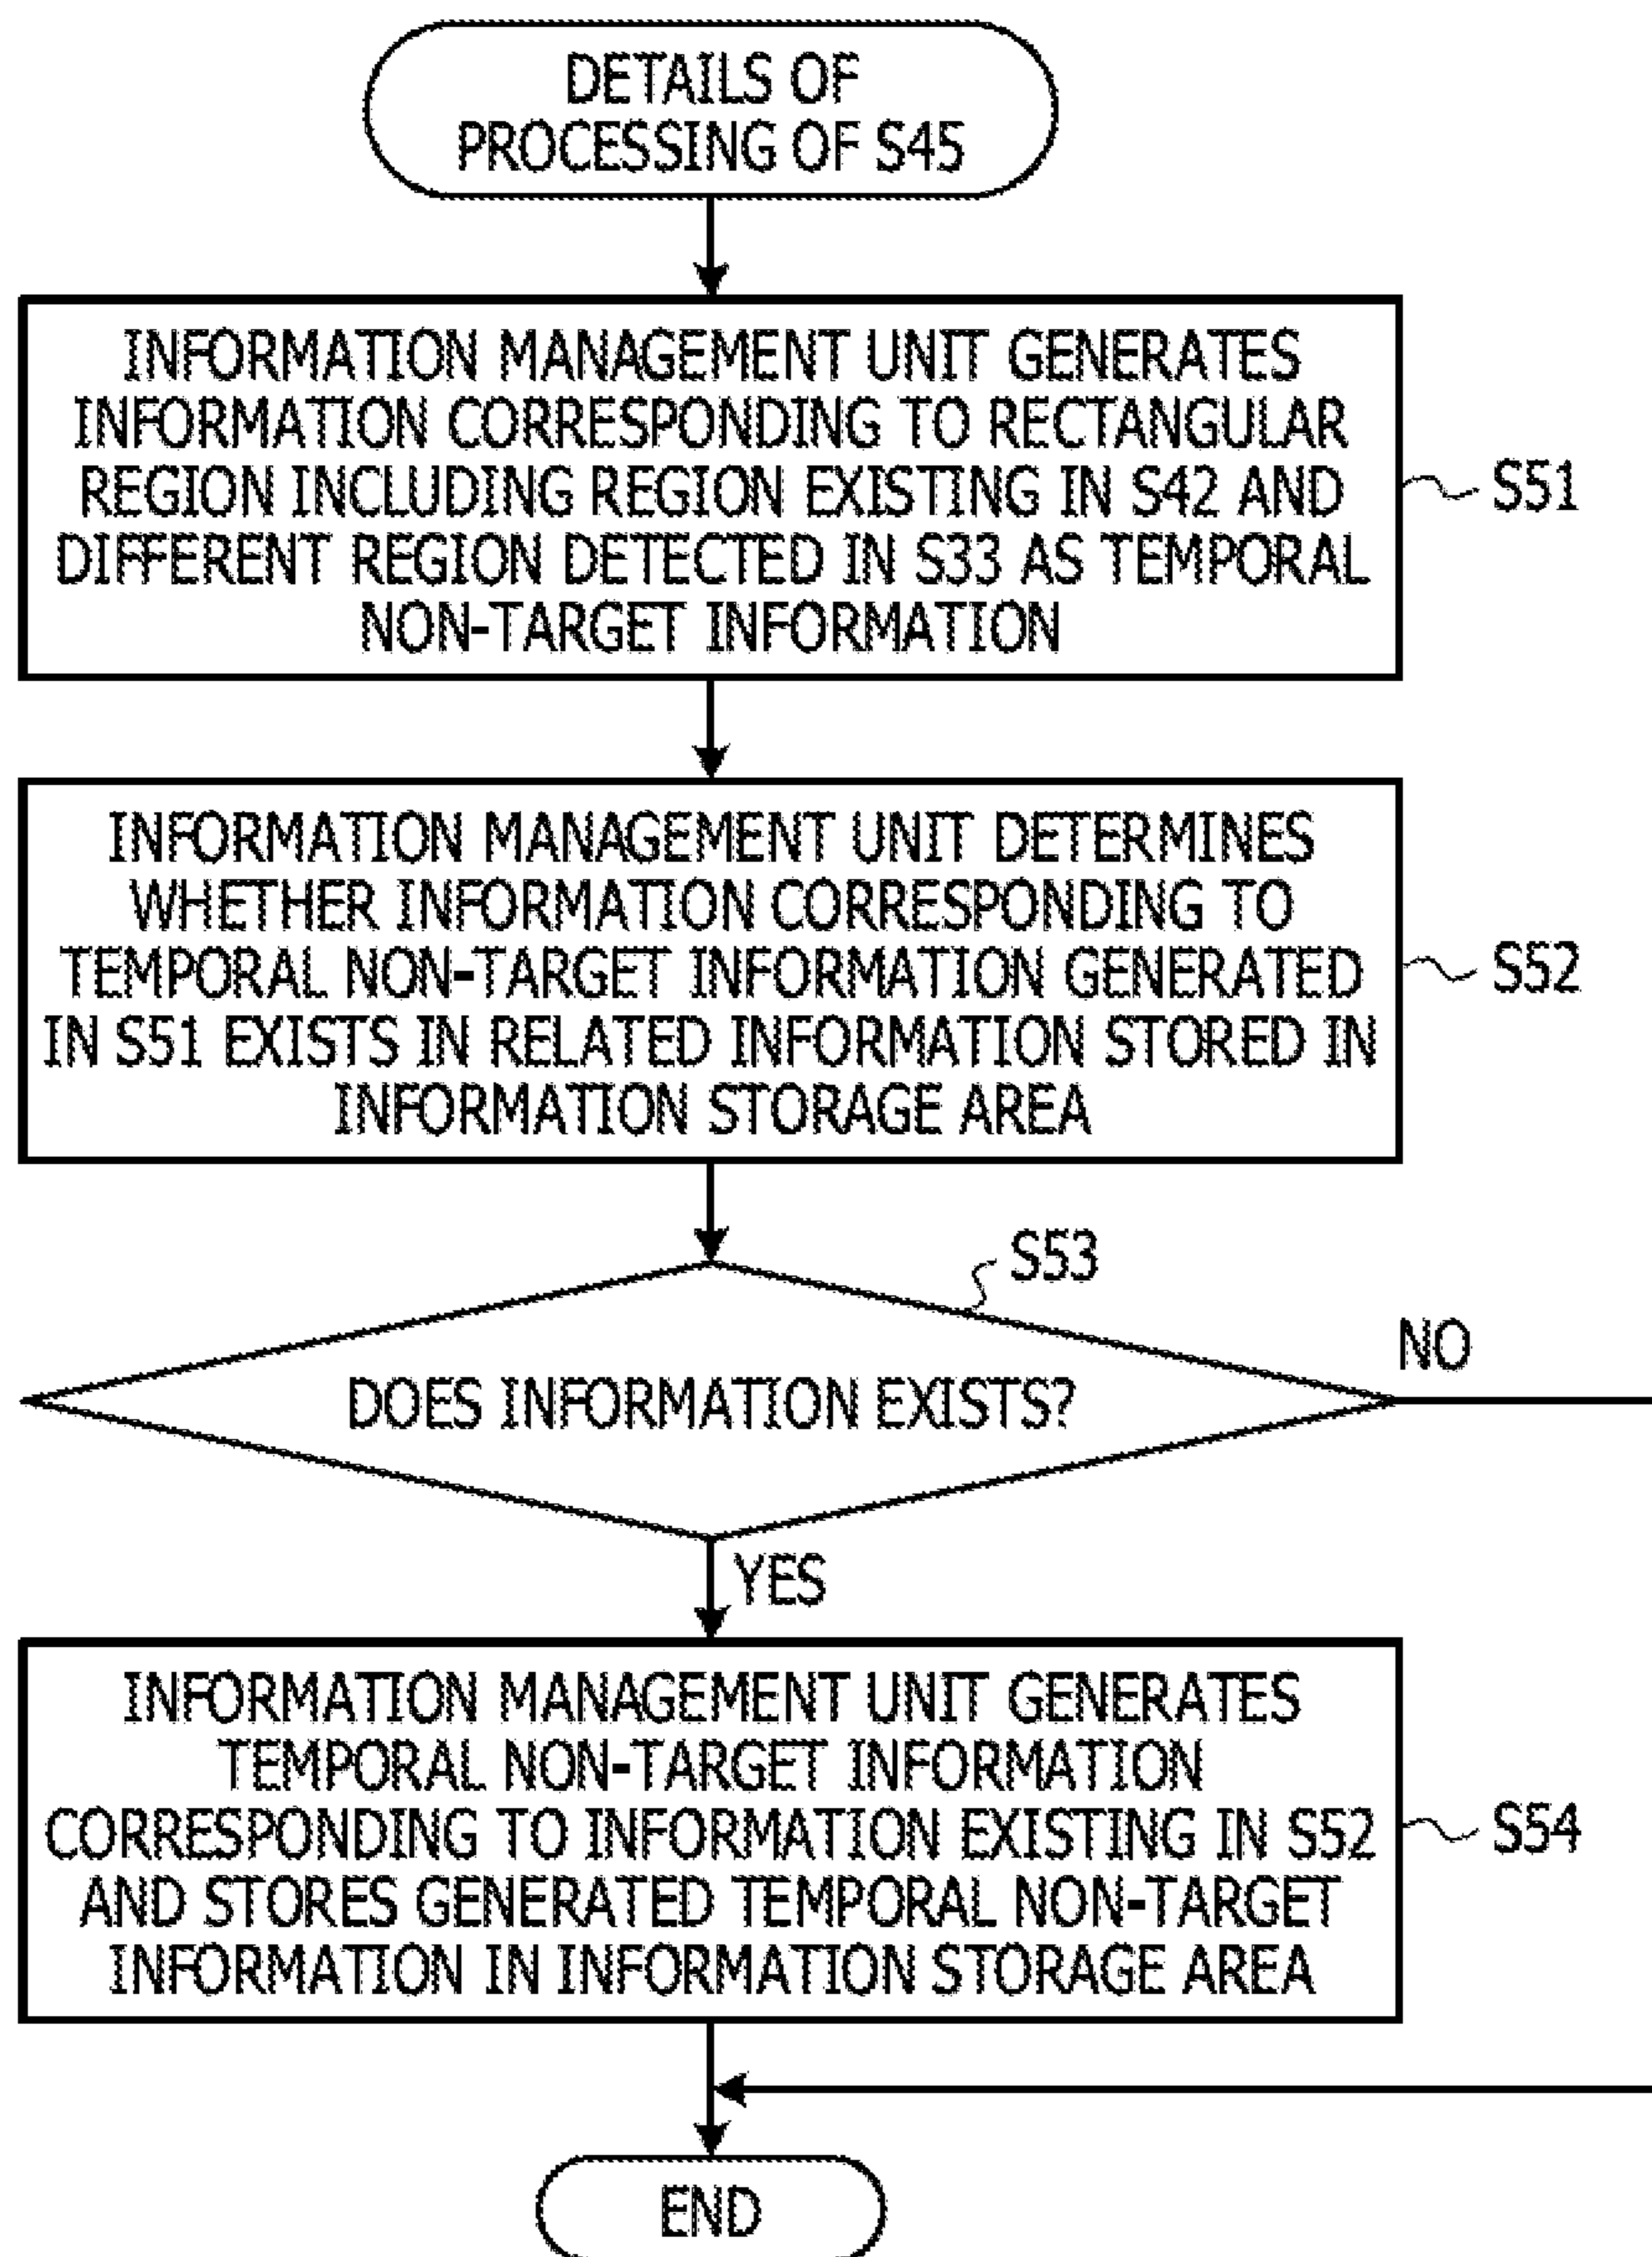 DETAILS OF
PROCESSING OF S45
INFORMATION MANAGEMENT UNIT GENERATES
INFORMATION CORRESPONDING TO RECTANGULAR
REGION INCLUDING REGION EXISTING IN S42 AND
DIFFERENT REGION DETECTED IN S33 AS TEMPORAL
NON-TARGET INFORMATION
S51
INFORMATION MANAGEMENT UNIT DETERMINES
WHETHER INFORMATION CORRESPONDING TO
TEMPORAL NON-TARGET INFORMATION GENERATED
IN S51 EXISTS IN RELATED INFORMATION STORED IN
INFORMATION STORAGE AREA
S52
S53
NO
DOES INFORMATION EXISTS?
YES
INFORMATION MANAGEMENT UNIT GENERATES
TEMPORAL NON-TARGET INFORMATION
CORRESPONDING TO INFORMATION EXISTING IN S52
AND STORES GENERATED TEMPORAL NON-TARGET
INFORMATION IN INFORMATION STORAGE AREA
S54
END